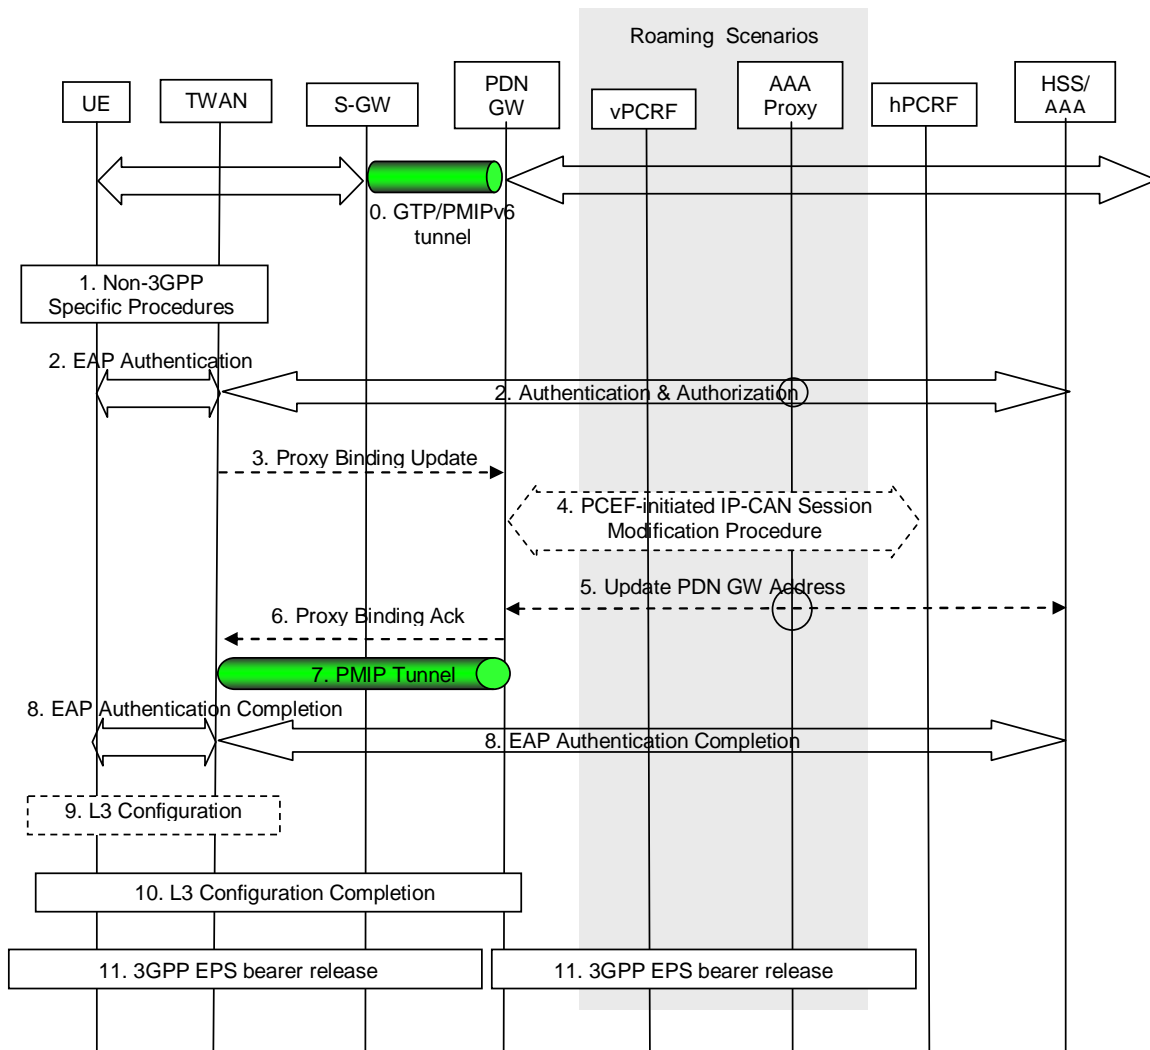 Roaming Scenarios
UE
TWAN
S-GW
PDN
GW
vPCRF
AAA
Proxy
hPCRF
HSS/
AAA
0. GTP/PMIPv6
tunnel
1. Non-3GPP
Specific Procedures
2. EAP Authentication
2. Authentication & Authorization
3. Proxy Binding Update
4. PCEF-initiated IP-CAN Session
Modification Procedure
5. Update PDN GW Address
6. Proxy Binding Ack
7. PMIP Tunnel
8. EAP Authentication Completion
8. EAP Authentication Completion
9. L3 Configuration
10. L3 Configuration Completion
11. 3GPP EPS bearer release
11. 3GPP EPS bearer release